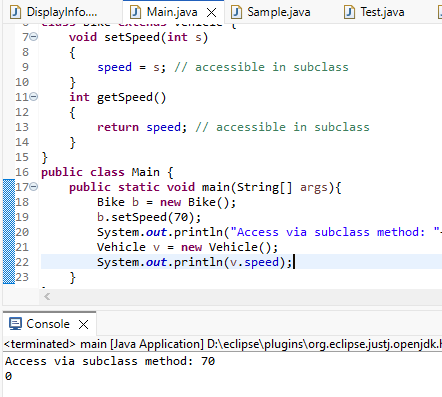 DisplayInfo.... Main.java Sample.java Test.java
7 void setSpeed(int s)
8 {
9 speed = s; // accessible in subclass
10 }
11 int getSpeed()
12 {
13 return speed; // accessible in subclass
14 }
15 }
16 public class Main {
17 public static void main(String[] args){
18 Bike b = new Bike();
19 b.setSpeed(70);
20 System.out.println("Access via subclass method: "
21 Vehicle v = new Vehicle();
22 System.out.println(v.speed);
23 }
Console
<terminated> main [Java Application] D:\eclipse\plugins\org.eclipse.justj.openjdk.
Access via subclass method: 70
0